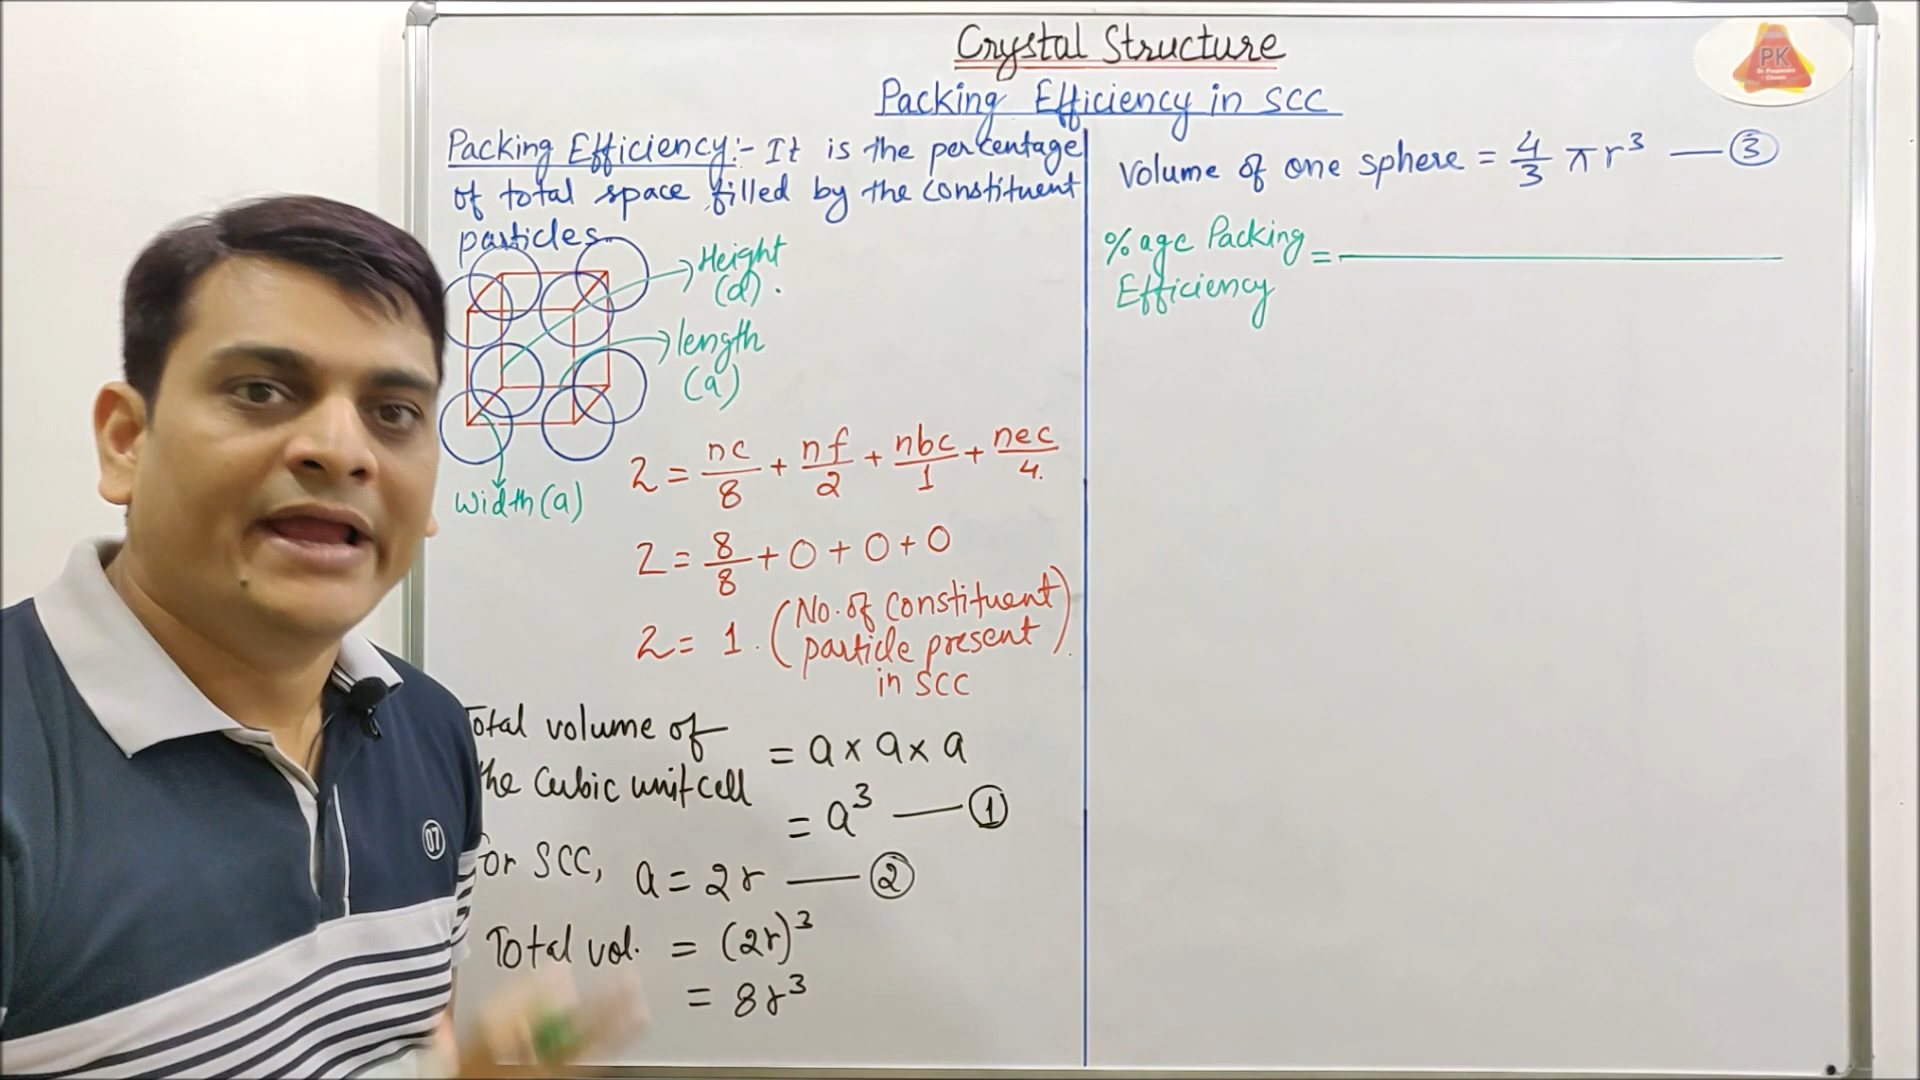 Crystal Structure
Packing Efficiency in SCC
Packing Efficiency:- It is the percentage
of total space filled by the constituent
particles.
Height
(a).
length
(a)
Width (a)
Z = nc/8 + nf/2 + nbc/1 + nec/4.
Z = 8/8 + 0 + 0 + 0
Z = 1. (No. of constituent
particle present).
in SCC
Total volume of
the Cubic unit cell
= a x a x a
= a³ — ①
For SCC, a = 2r — ②
Total vol. = (2r)³
= 8r³
Volume of one sphere = 4/3 πr³ — ③
%age Packing
Efficiency =
PK
07